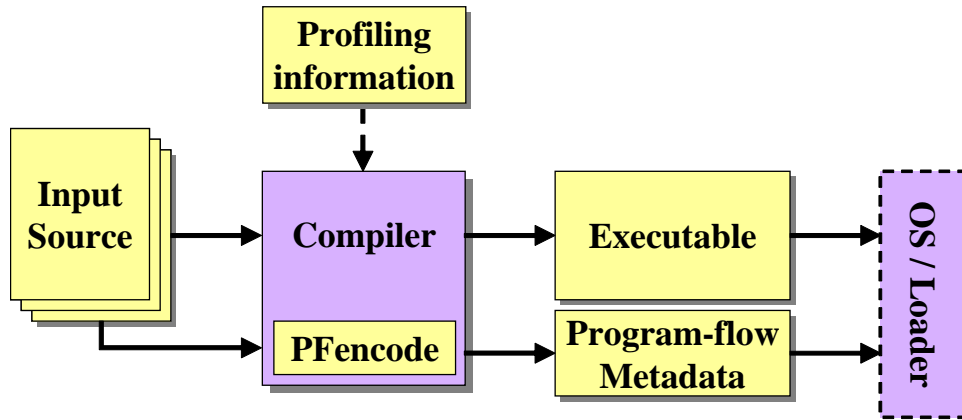 Profiling
information
Input
Source
Compiler
PFencode
Executable
Program-flow
Metadata
OS / Loader